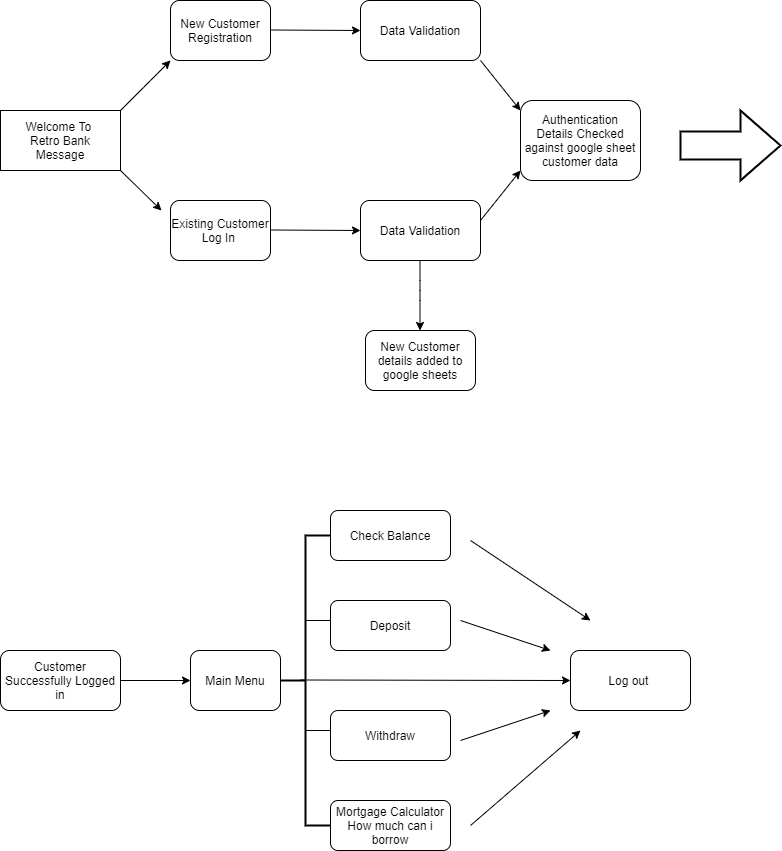 New Customer
Registration
Data Validation
Welcome To
Retro Bank
Message
Authentication
Details Checked
against google sheet
customer data
Existing Customer
Log In
Data Validation
New Customer
details added to
google sheets
Check Balance
Deposit
Customer
Successfully Logged
in
Main Menu
Log out
Withdraw
Mortgage Calculator
How much can i
borrow